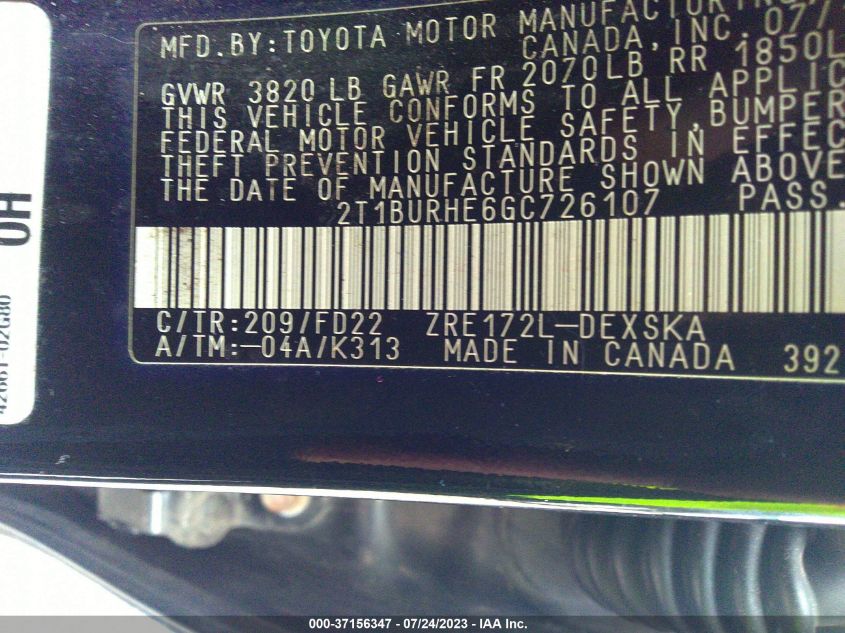 MFD.BY:TOYOTA MOTOR MANUFACTURING,
CANADA, INC. 07/
GVWR 3820 LB GAWR FR 2070LB RR 1850L
THIS VEHICLE CONFORMS TO ALL APPLIC
FEDERAL MOTOR VEHICLE SAFETY, BUMPER
THEFT PREVENTION STANDARDS IN EFFEC
THE DATE OF MANUFACTURE SHOWN ABOVE
2T1BURHE6GC726107 PASS.
C/TR:209/FD22 ZRE172L-DEXSKA
A/TM:-04A/K313 MADE IN CANADA 392
0H
42661-02G80
000-37156347 - 07/24/2023 - IAA Inc.